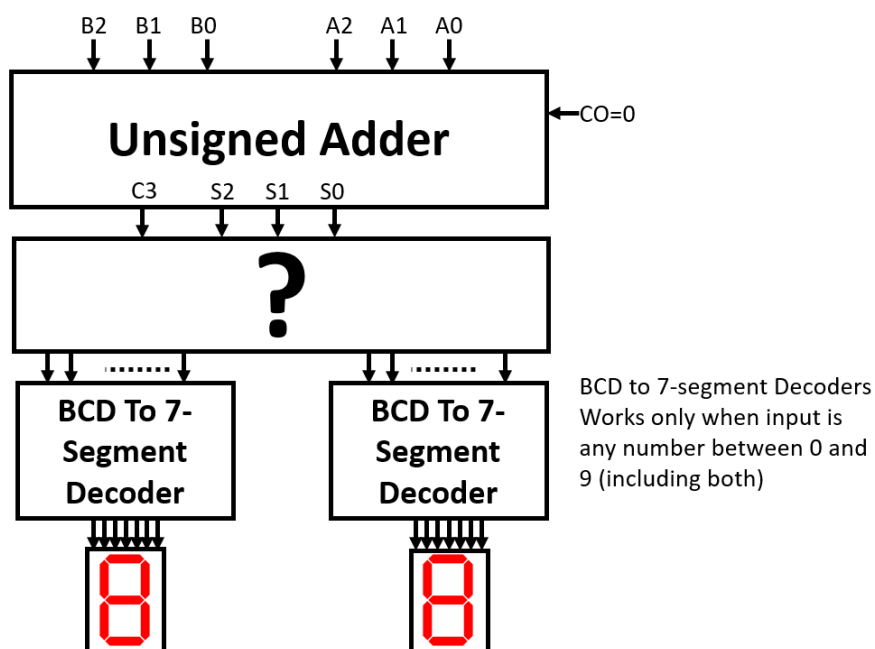 B2 B1 B0 A2 A1 A0
CO=0
Unsigned Adder
C3 S2 S1 S0
?
BCD To 7-
Segment
Decoder
BCD To 7-
Segment
Decoder
BCD to 7-segment Decoders
Works only when input is
any number between 0 and
9 (including both)
8 8